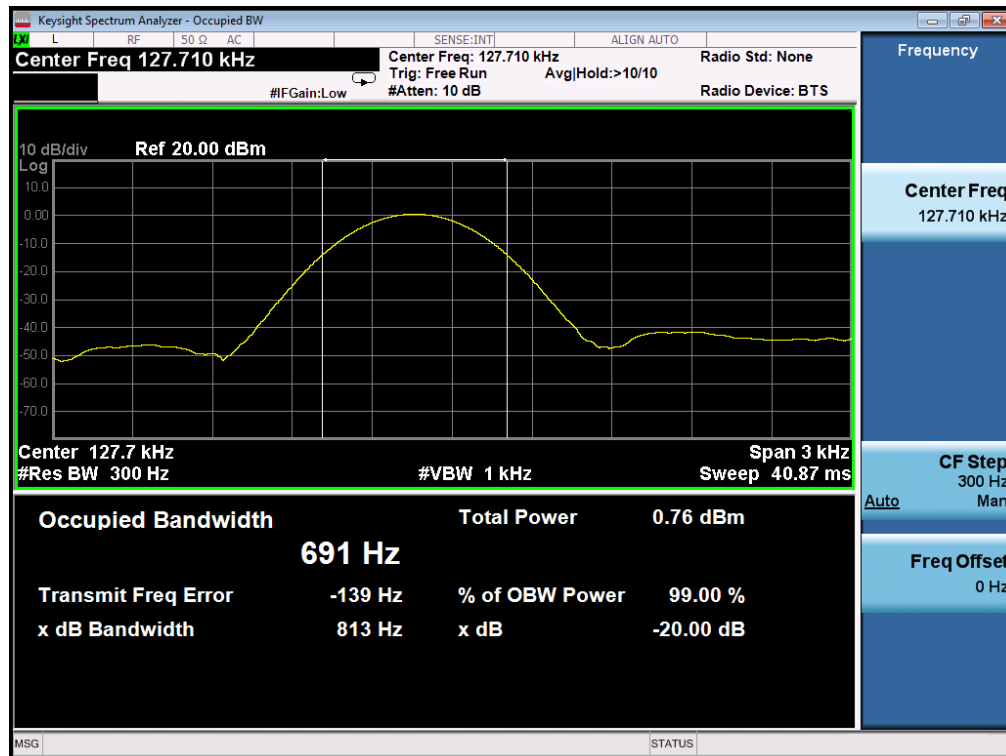 Keysight Spectrum Analyzer - Occupied BW
LXI L RF 50 Ω AC SENSE:INT ALIGN AUTO
Center Freq 127.710 kHz
Center Freq: 127.710 kHz Radio Std: None
Trig: Free Run Avg|Hold:>10/10
#IFGain:Low #Atten: 10 dB Radio Device: BTS
10 dB/div Ref 20.00 dBm
Log
10.0
0.00
-10.0
-20.0
-30.0
-40.0
-50.0
-60.0
-70.0
Center 127.7 kHz Span 3 kHz
#Res BW 300 Hz #VBW 1 kHz Sweep 40.87 ms
Occupied Bandwidth Total Power 0.76 dBm
691 Hz
Transmit Freq Error -139 Hz % of OBW Power 99.00 %
x dB Bandwidth 813 Hz x dB -20.00 dB
MSG STATUS
Frequency
Center Freq
127.710 kHz
CF Step
300 Hz
Auto Man
Freq Offset
0 Hz